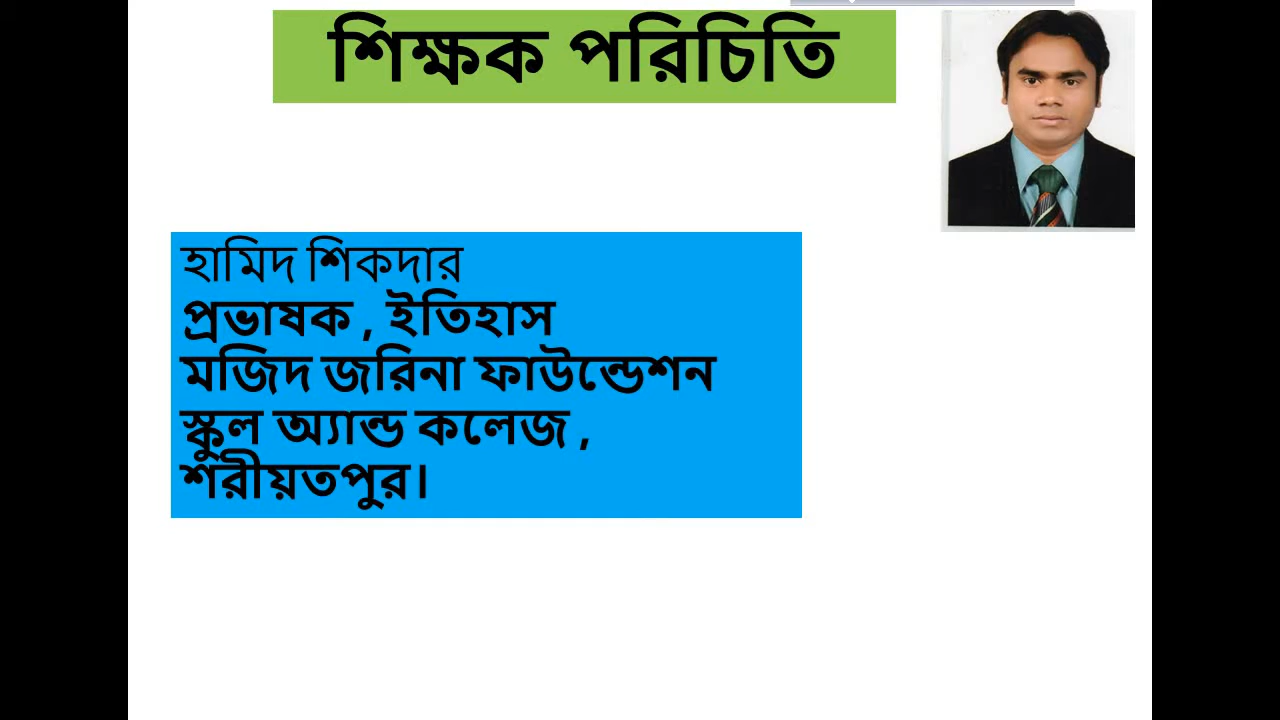 শিক্ষক পরিচিতি
হামিদ শিকদার
প্রভাষক , ইতিহাস
মজিদ জরিনা ফাউন্ডেশন
স্কুল অ্যান্ড কলেজ ,
শরীয়তপুর।